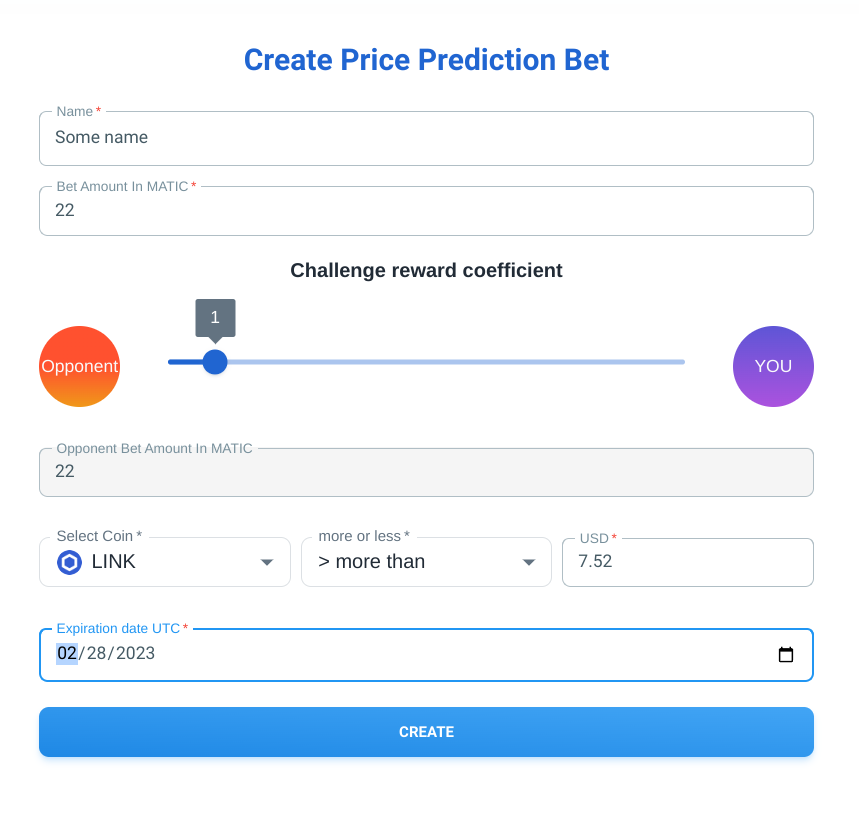 Create Price Prediction Bet
Name *
Some name
Bet Amount In MATIC *
22
Challenge reward coefficient
1
Opponent
YOU
Opponent Bet Amount In MATIC
22
Select Coin * more or less * USD *
LINK > more than 7.52
Expiration date UTC *
02/28/2023
CREATE